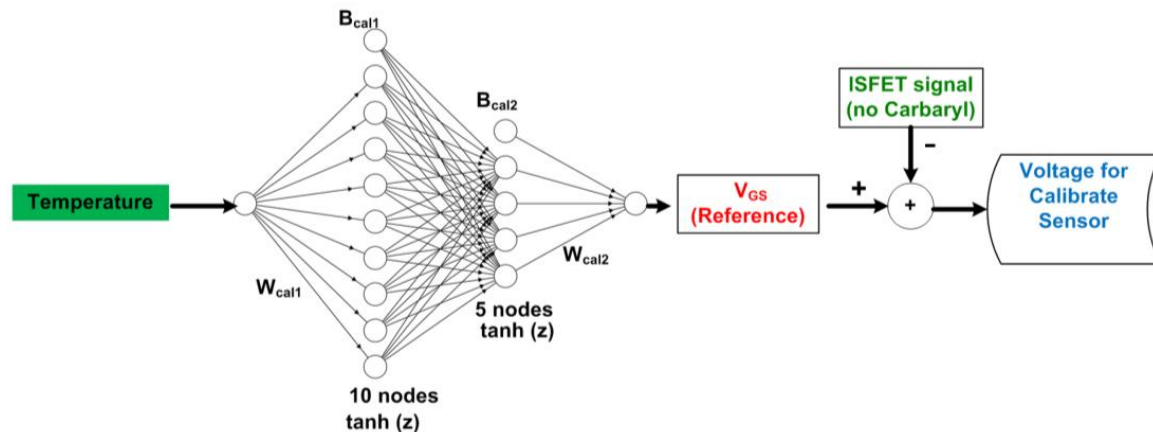 B_cal1
B_cal2
ISFET signal
(no Carbaryl)
Temperature
V_GS
(Reference)
+
-
+
Voltage for
Calibrate
Sensor
W_cal1
W_cal2
5 nodes
tanh (z)
10 nodes
tanh (z)